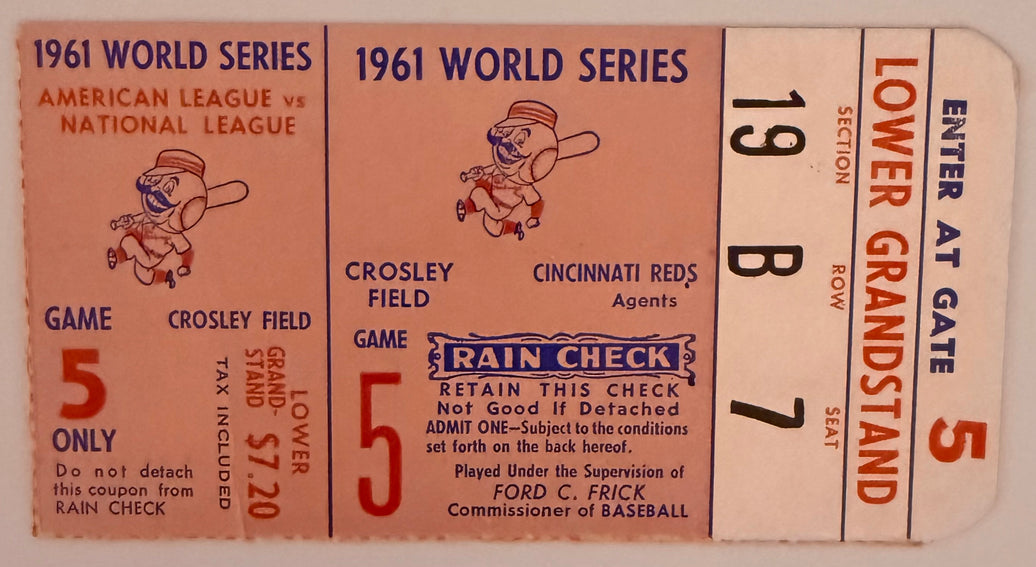 1961 WORLD SERIES
AMERICAN LEAGUE vs
NATIONAL LEAGUE
GAME
5
ONLY
CROSLEY FIELD
Do not detach
this coupon from
RAIN CHECK
TAX INCLUDED
LOWER
GRAND-
STAND $7.20
1961 WORLD SERIES
CROSLEY
FIELD
CINCINNATI REDS
Agents
GAME
5
RAIN CHECK
RETAIN THIS CHECK
Not Good If Detached
ADMIT ONE—Subject to the conditions
set forth on the back hereof.
Played Under the Supervision of
FORD C. FRICK
Commissioner of BASEBALL
19 B 7
SECTION ROW SEAT
LOWER GRANDSTAND
ENTER AT GATE 5